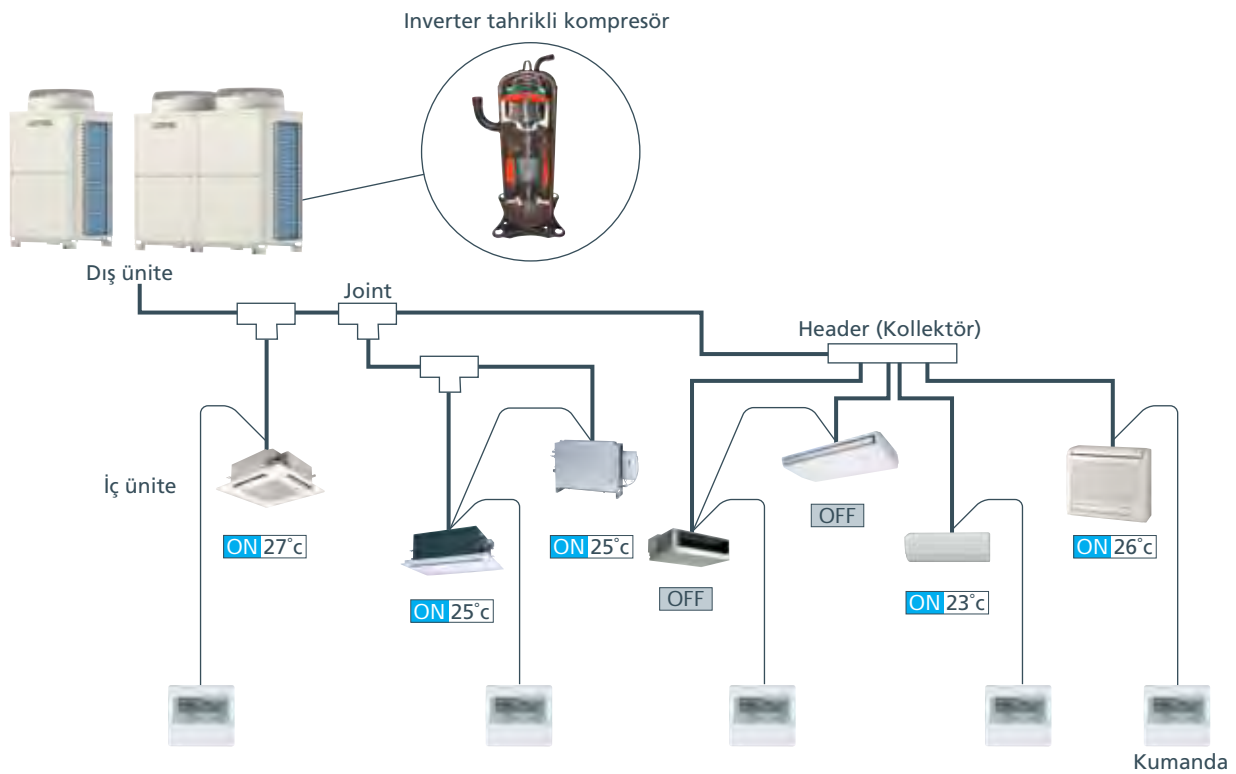 Inverter tahrikli kompresör
Dış ünite
Joint
Header (Kollektör)
İç ünite
ON 27°c
ON 25°c
ON 25°c
OFF
OFF
ON 23°c
ON 26°c
Kumanda